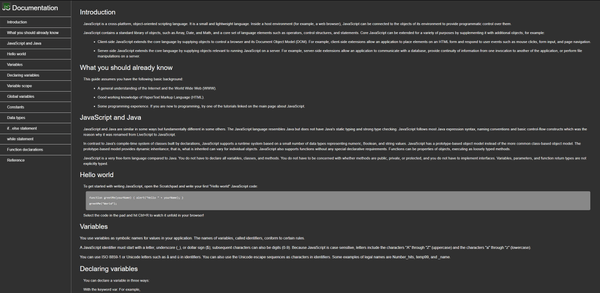 JS Documentation
Introduction
What you should already know
JavaScript and Java
Hello world
Variables
Declaring variables
Variable scope
Global variables
Constants
Data types
if...else statement
while statement
Function declarations
Reference
Introduction
JavaScript is a cross-platform, object-oriented scripting language. It is a small and lightweight language. Inside a host environment (for example, a web browser), JavaScript can be connected to the objects of its environment to provide programmatic control over them.
JavaScript contains a standard library of objects, such as Array, Date, and Math, and a core set of language elements such as operators, control structures, and statements. Core JavaScript can be extended for a variety of purposes by supplementing it with additional objects; for example:
Client-side JavaScript extends the core language by supplying objects to control a browser and its Document Object Model (DOM). For example, client-side extensions allow an application to place elements on an HTML form and respond to user events such as mouse clicks, form input, and page navigation.
Server-side JavaScript extends the core language by supplying objects relevant to running JavaScript on a server. For example, server-side extensions allow an application to communicate with a database, provide continuity of information from one invocation to another of the application, or perform file
manipulations on a server.
What you should already know
This guide assumes you have the following basic background:
A general understanding of the Internet and the World Wide Web (WWW).
Good working knowledge of HyperText Markup Language (HTML).
Some programming experience. If you are new to programming, try one of the tutorials linked on the main page about JavaScript.
JavaScript and Java
JavaScript and Java are similar in some ways but fundamentally different in some others. The JavaScript language resembles Java but does not have Java's static typing and strong type checking. JavaScript follows most Java expression syntax, naming conventions and basic control-flow constructs which was the
reason why it was renamed from LiveScript to JavaScript.
In contrast to Java's compile-time system of classes built by declarations, JavaScript supports a runtime system based on a small number of data types representing numeric, Boolean, and string values. JavaScript has a prototype-based object model instead of the more common class-based object model. The
prototype-based model provides dynamic inheritance; that is, what is inherited can vary for individual objects. JavaScript also supports functions without any special declarative requirements. Functions can be properties of objects, executing as loosely typed methods.
JavaScript is a very free-form language compared to Java. You do not have to declare all variables, classes, and methods. You do not have to be concerned with whether methods are public, private, or protected, and you do not have to implement interfaces. Variables, parameters, and function return types are not
explicitly typed.
Hello world
To get started with writing JavaScript, open the Scratchpad and write your first "Hello world" JavaScript code:
Select the code in the pad and hit Ctrl+R to watch it unfold in your browser!
Variables
You use variables as symbolic names for values in your application. The names of variables, called identifiers, conform to certain rules.
A JavaScript identifier must start with a letter, underscore (_), or dollar sign ($); subsequent characters can also be digits (0-9). Because JavaScript is case sensitive, letters include the characters "A" through "Z" (uppercase) and the characters "a" through "z" (lowercase).
You can use ISO 8859-1 or Unicode letters such as å and ü in identifiers. You can also use the Unicode escape sequences as characters in identifiers. Some examples of legal names are Number_hits, temp99, and _name.
Declaring variables
You can declare a variable in three ways:
With the keyword var. For example,